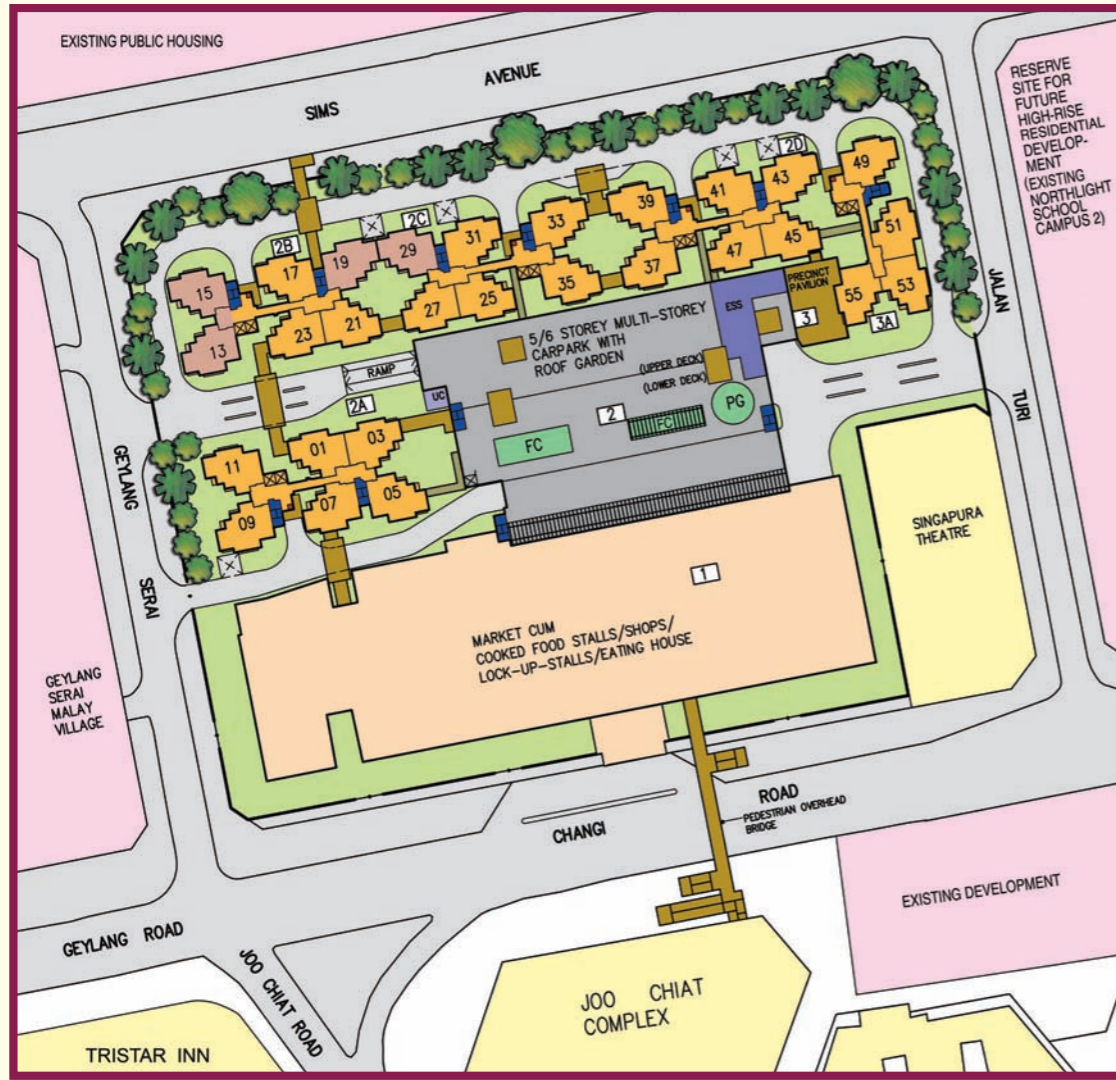 EXISTING PUBLIC HOUSING
SIMS
AVENUE
RESERVE
SITE FOR
FUTURE
HIGH-RISE
RESIDENTIAL
DEVELOP-
MENT
(EXISTING
NORTHLIGHT
SCHOOL
CAMPUS 2)
2D
49
43
41
39
33
2C
31
29
19
2B
17
15
13
23
21
27
25
35
37
47
45
51
53
55
PRECINCT
PAVILION
3
3A
ESS
5/6 STOREY MULTI-STOREY
CARPARK WITH
ROOF GARDEN
(UPPER DECK)
(LOWER DECK)
RAMP
UC
2A
2
PG
FC
FC
01
03
11
09
07
05
JALAN
TURI
GEYLANG
SERAI
SINGAPURA
THEATRE
1
MARKET CUM
COOKED FOOD STALLS/SHOPS/
LOCK-UP-STALLS/EATING HOUSE
GEYLANG
SERAI
MALAY
VILLAGE
CHANGI
ROAD
PEDESTRIAN OVERHEAD
BRIDGE
EXISTING DEVELOPMENT
GEYLANG ROAD
JOO CHIAT ROAD
JOO CHIAT
COMPLEX
TRISTAR INN